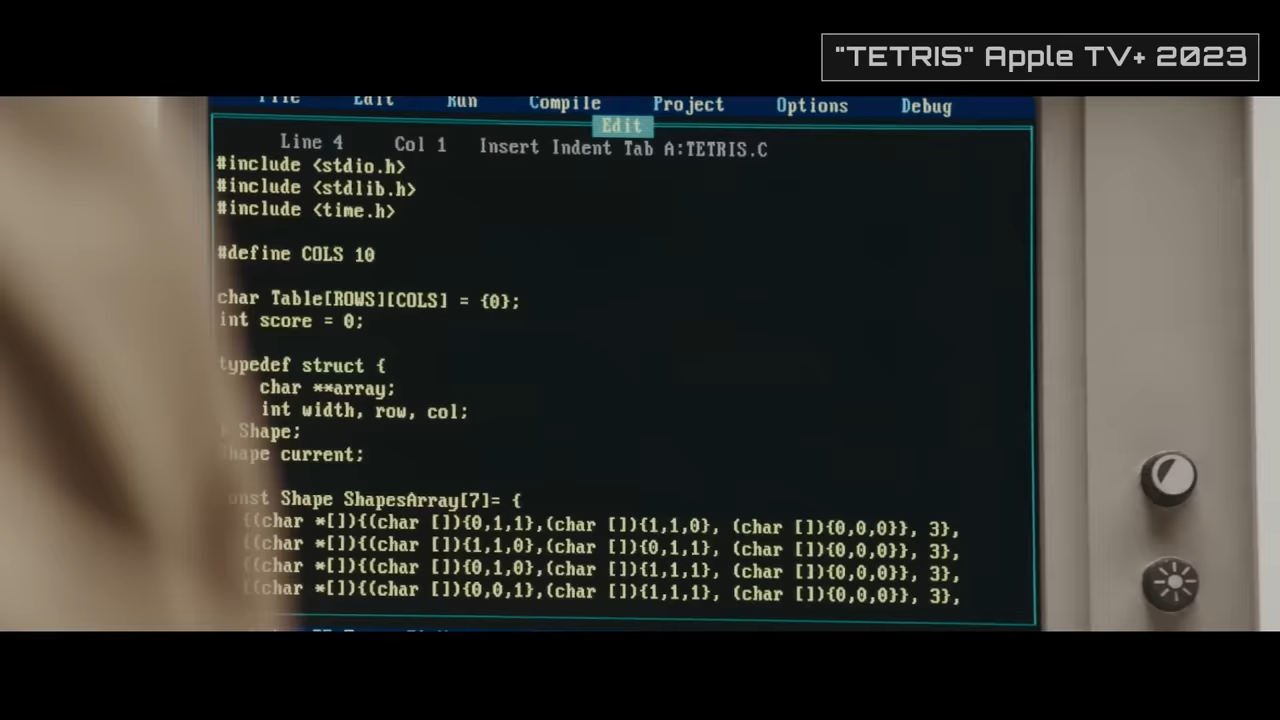 "TETRIS" Apple TV+ 2023
File Edit Run Compile Project Options Debug
Edit
Line 4 Col 1 Insert Indent Tab A:TETRIS.C
#include <stdio.h>
#include <stdlib.h>
#include <time.h>
#define COLS 10
char Table[ROWS][COLS] = {0};
int score = 0;
typedef struct {
char **array;
int width, row, col;
} Shape;
Shape current;
const Shape ShapesArray[7]= {
{(char *[]){(char []){0,1,1},(char []){1,1,0}, (char []){0,0,0}}, 3},
{(char *[]){(char []){1,1,0},(char []){0,1,1}, (char []){0,0,0}}, 3},
{(char *[]){(char []){0,1,0},(char []){1,1,1}, (char []){0,0,0}}, 3},
{(char *[]){(char []){0,0,1},(char []){1,1,1}, (char []){0,0,0}}, 3},